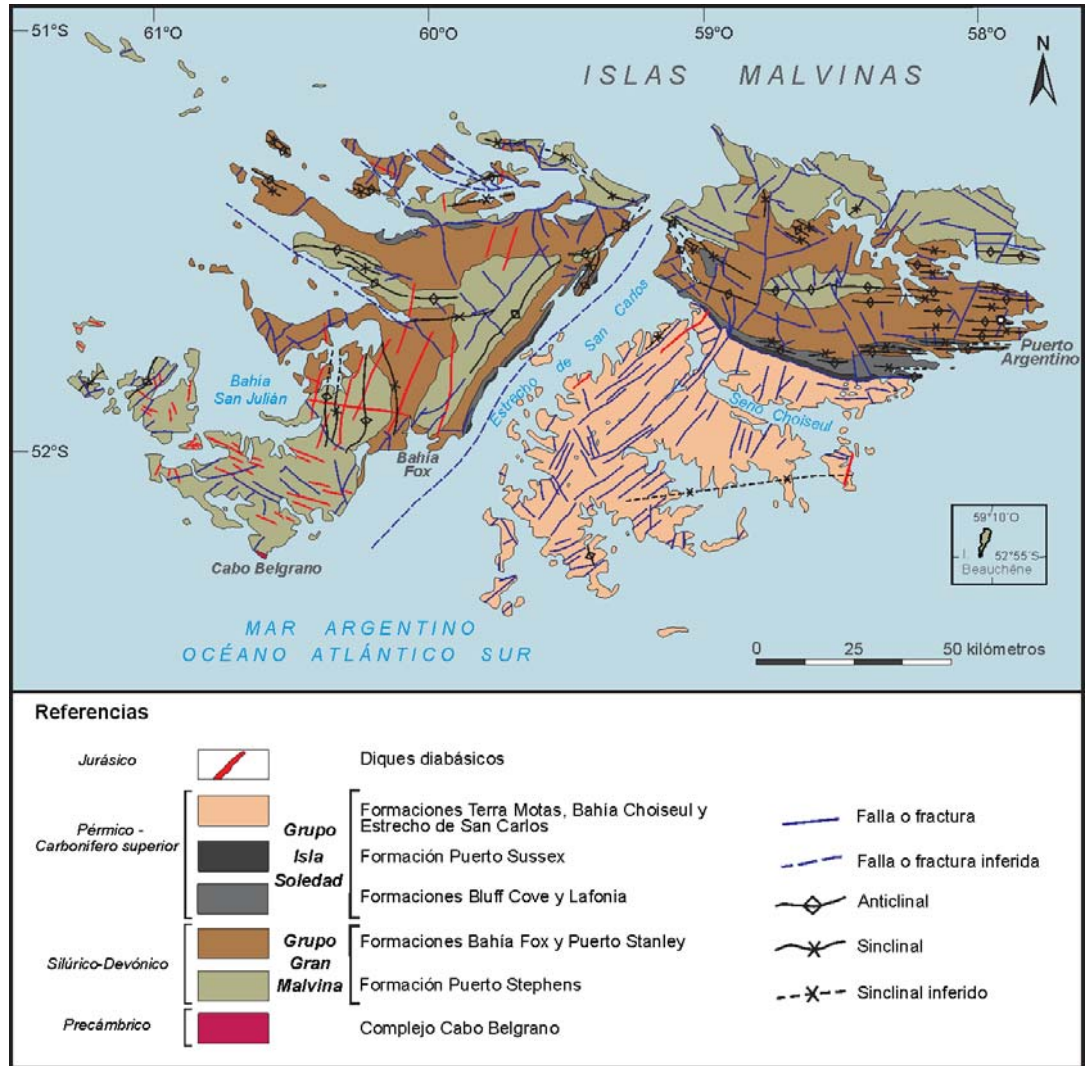 61°O
60°O
59°O
58°O
51°S
N
ISLAS MALVINAS
Estrecho de San Carlos
Puerto
Argentino
Bahía
San Julián
Seno Choiseul
52°S
Bahía
Fox
59°10´O
52°55´S
I.
Beauchêne
Cabo Belgrano
MAR ARGENTINO
OCÉANO ATLÁNTICO SUR
0 25 50 kilómetros
Referencias
Jurásico
Diques diabásicos
Pérmico -
Carbonífero superior
Grupo
Isla
Soledad
Formaciones Terra Motas, Bahía Choiseul y
Estrecho de San Carlos
Formación Puerto Sussex
Formaciones Bluff Cove y Lafonia
Silúrico-Devónico
Grupo
Gran
Malvina
Formaciones Bahía Fox y Puerto Stanley
Formación Puerto Stephens
Precámbrico
Complejo Cabo Belgrano
Falla o fractura
Falla o fractura inferida
Anticlinal
Sinclinal
Sinclinal inferido